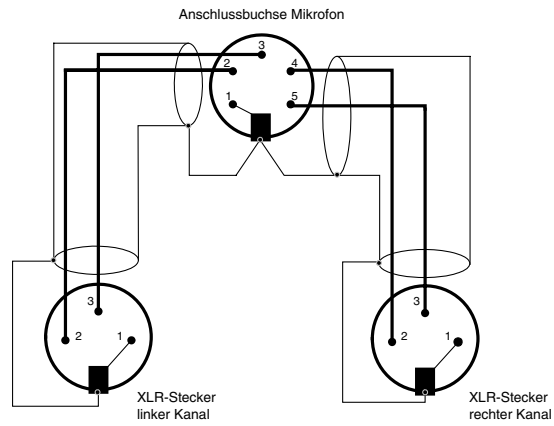 Anschlussbuchse Mikrofon
3
2
4
1
5
3
2
1
XLR-Stecker
linker Kanal
3
2
1
XLR-Stecker
rechter Kanal